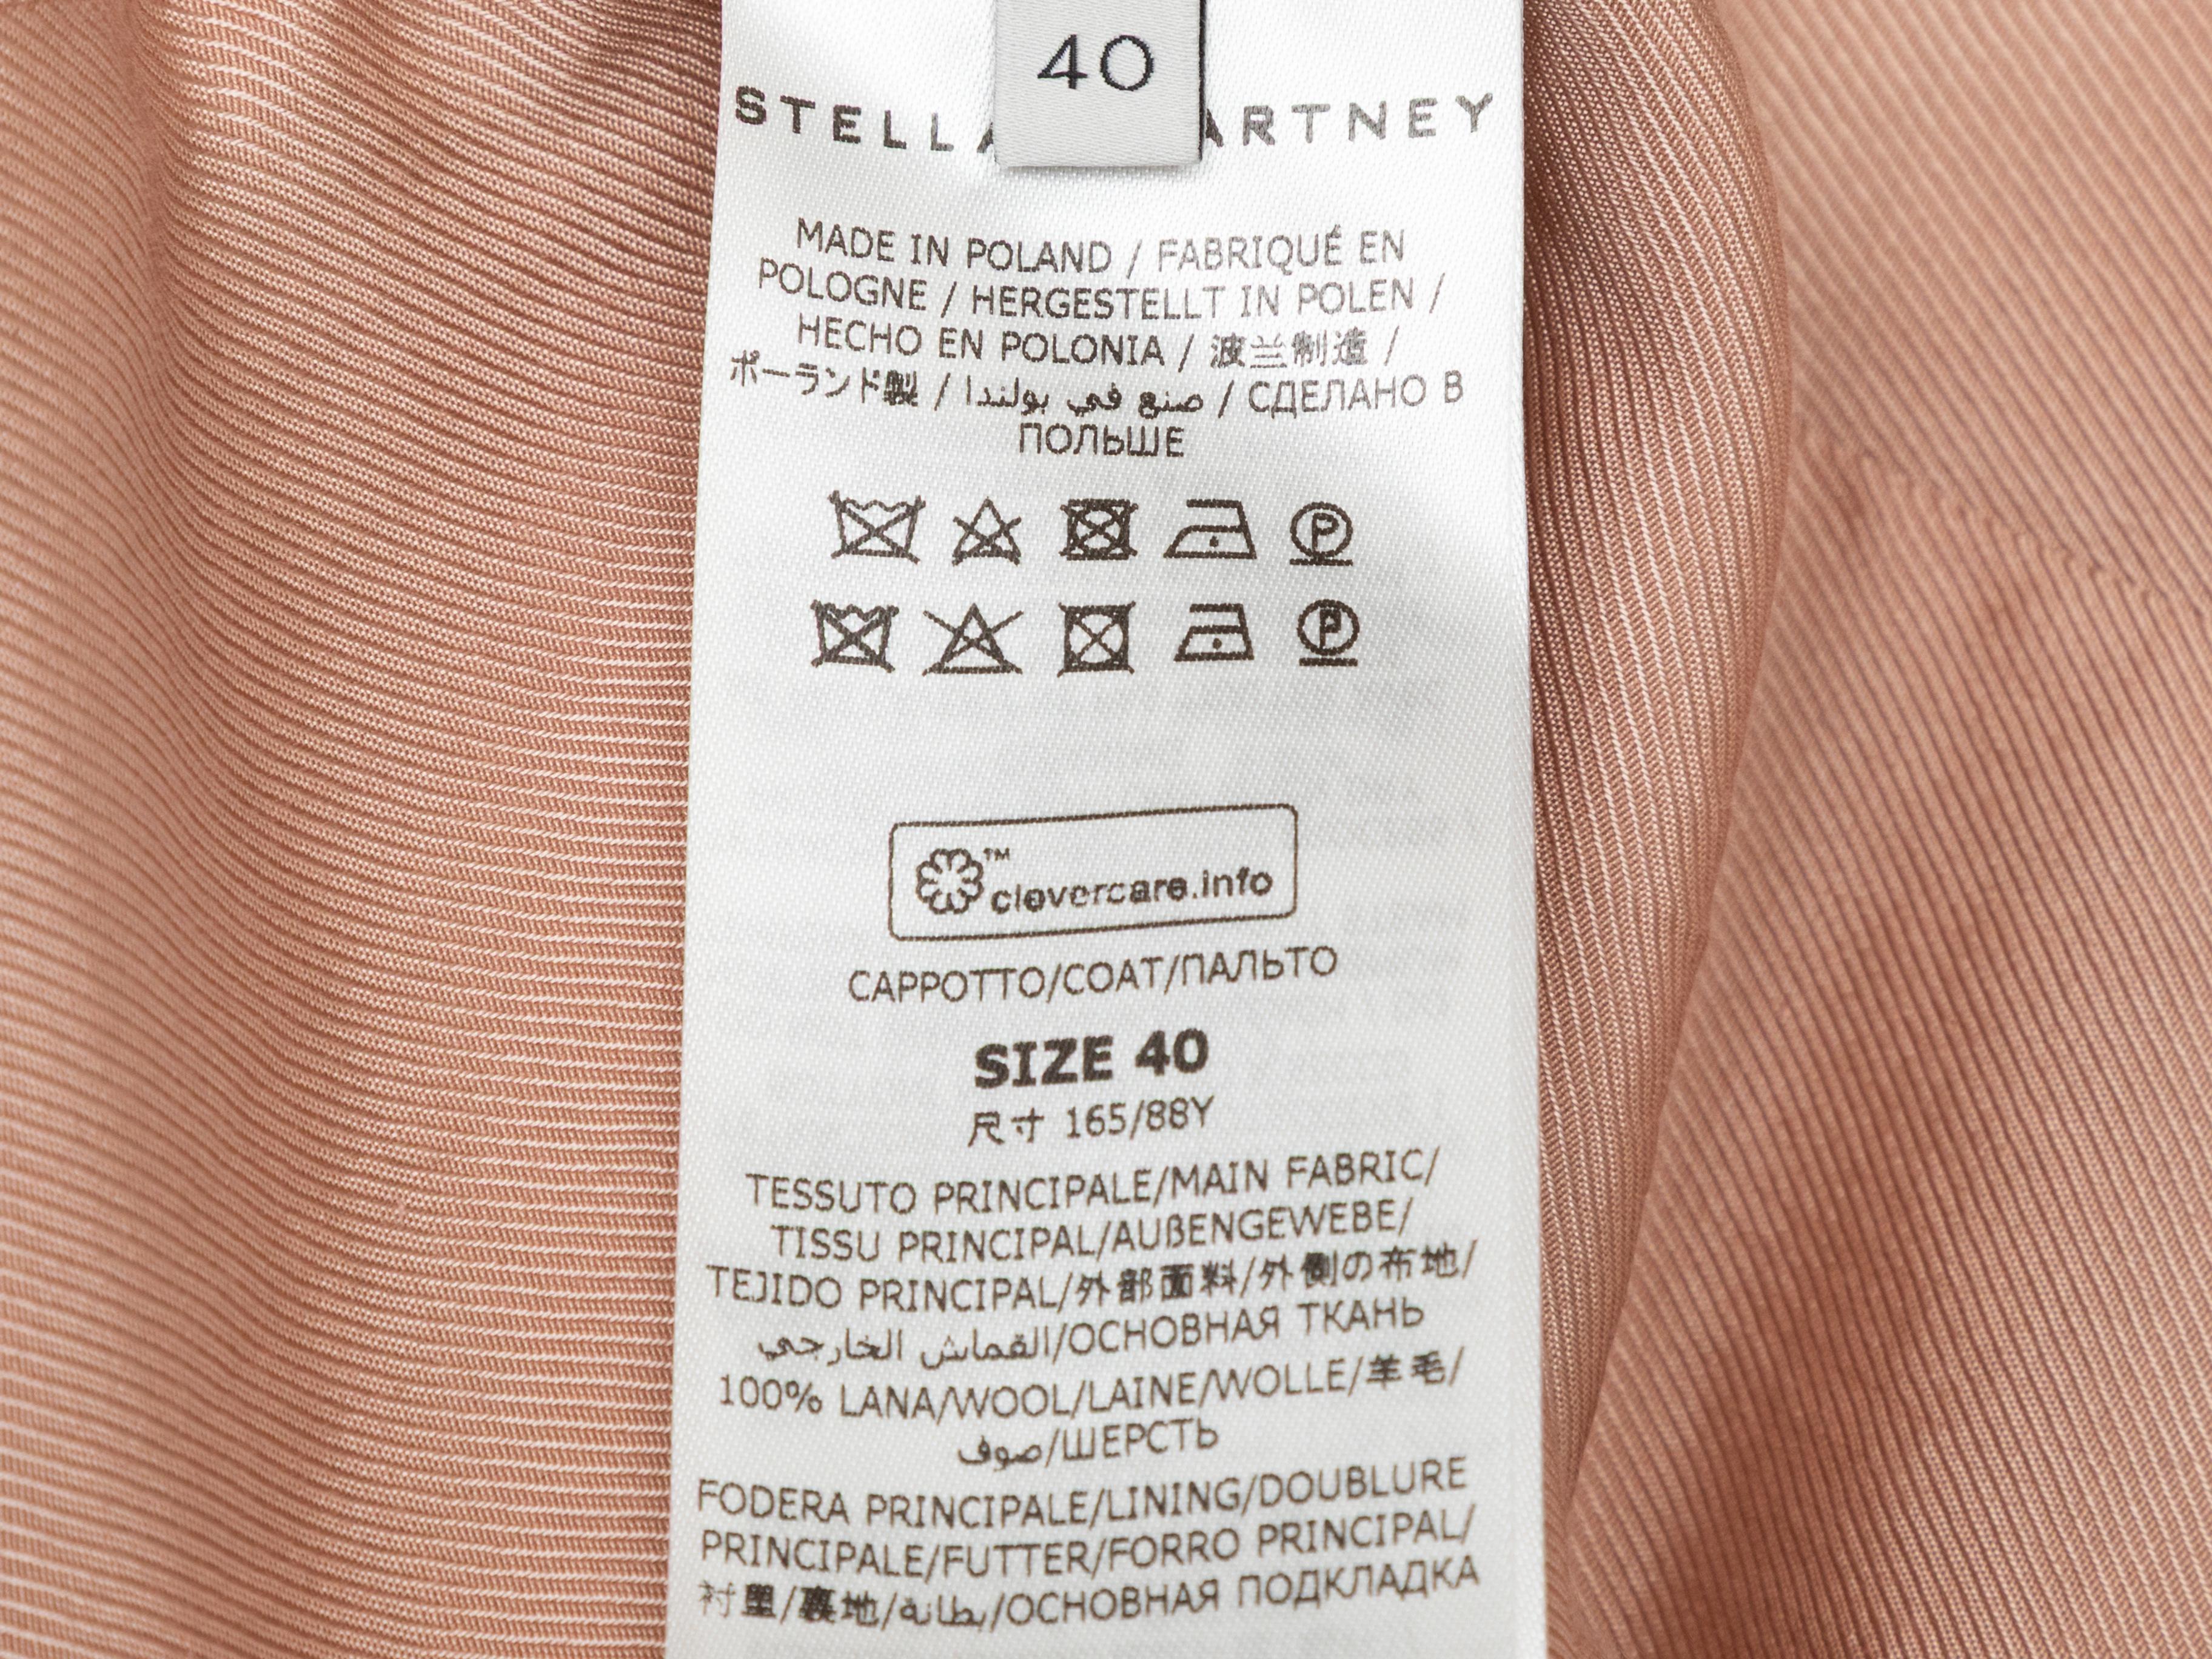 40
STELLA ARTNEY
MADE IN POLAND / FABRIQUÉ EN
POLOGNE / HERGESTELLT IN POLEN /
HECHO EN POLONIA / 波兰制造 /
ポーランド製 / صنع في بولندا / СДЕЛАНО В
ПОЛЬШЕ
P
P
™
clevercare.info
CAPPOTTO/COAT/ПАЛЬТО
SIZE 40
尺寸 165/88Y
TESSUTO PRINCIPALE/MAIN FABRIC/
TISSU PRINCIPAL/AUßENGEWEBE/
TEJIDO PRINCIPAL/外部面料/外側の布地/
القماش الخارجي/ОСНОВНАЯ ТКАНЬ
100% LANA/WOOL/LAINE/WOLLE/羊毛/
صوف/ШЕРСТЬ
FODERA PRINCIPALE/LINING/DOUBLURE
PRINCIPALE/FUTTER/FORRO PRINCIPAL/
衬里/裏地/بطانة/ОСНОВНАЯ ПОДКЛАДКА